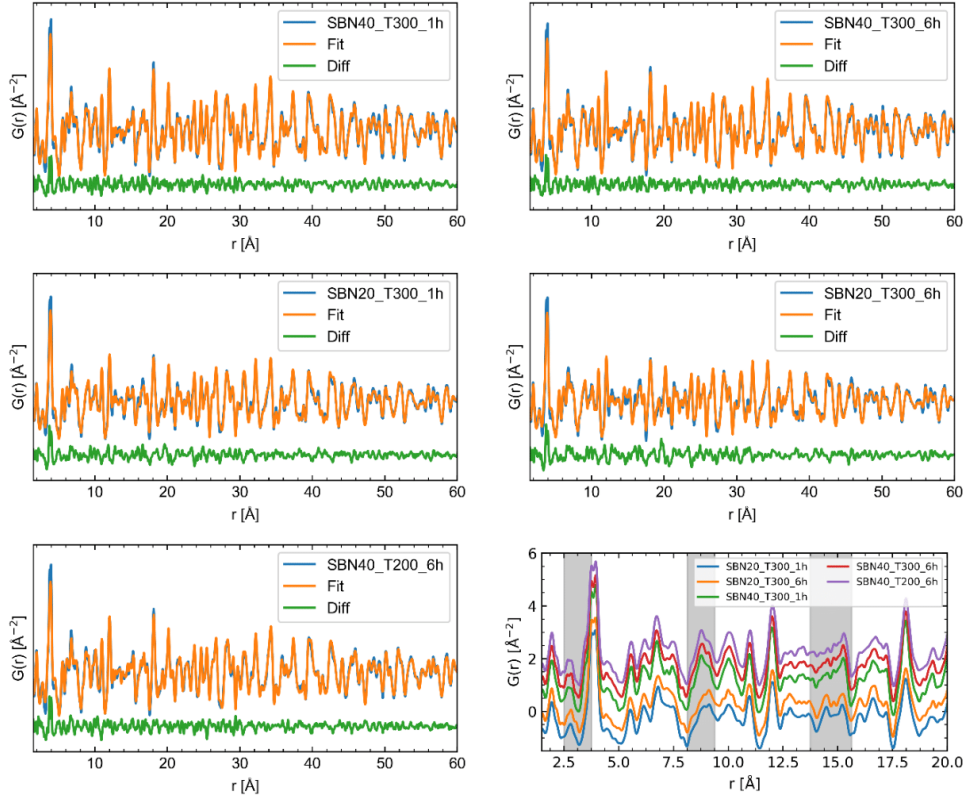 SBN40_T300_1h
Fit
Diff
G(r) [Å⁻²]
10 20 30 40 50 60
r [Å]
SBN40_T300_6h
Fit
Diff
G(r) [Å⁻²]
10 20 30 40 50 60
r [Å]
SBN20_T300_1h
Fit
Diff
G(r) [Å⁻²]
10 20 30 40 50 60
r [Å]
SBN20_T300_6h
Fit
Diff
G(r) [Å⁻²]
10 20 30 40 50 60
r [Å]
SBN40_T200_6h
Fit
Diff
G(r) [Å⁻²]
10 20 30 40 50 60
r [Å]
SBN20_T300_1h SBN40_T300_6h
SBN20_T300_6h SBN40_T200_6h
SBN40_T300_1h
G(r) [Å⁻²]
6
4
2
0
2.5 5.0 7.5 10.0 12.5 15.0 17.5 20.0
r [Å]